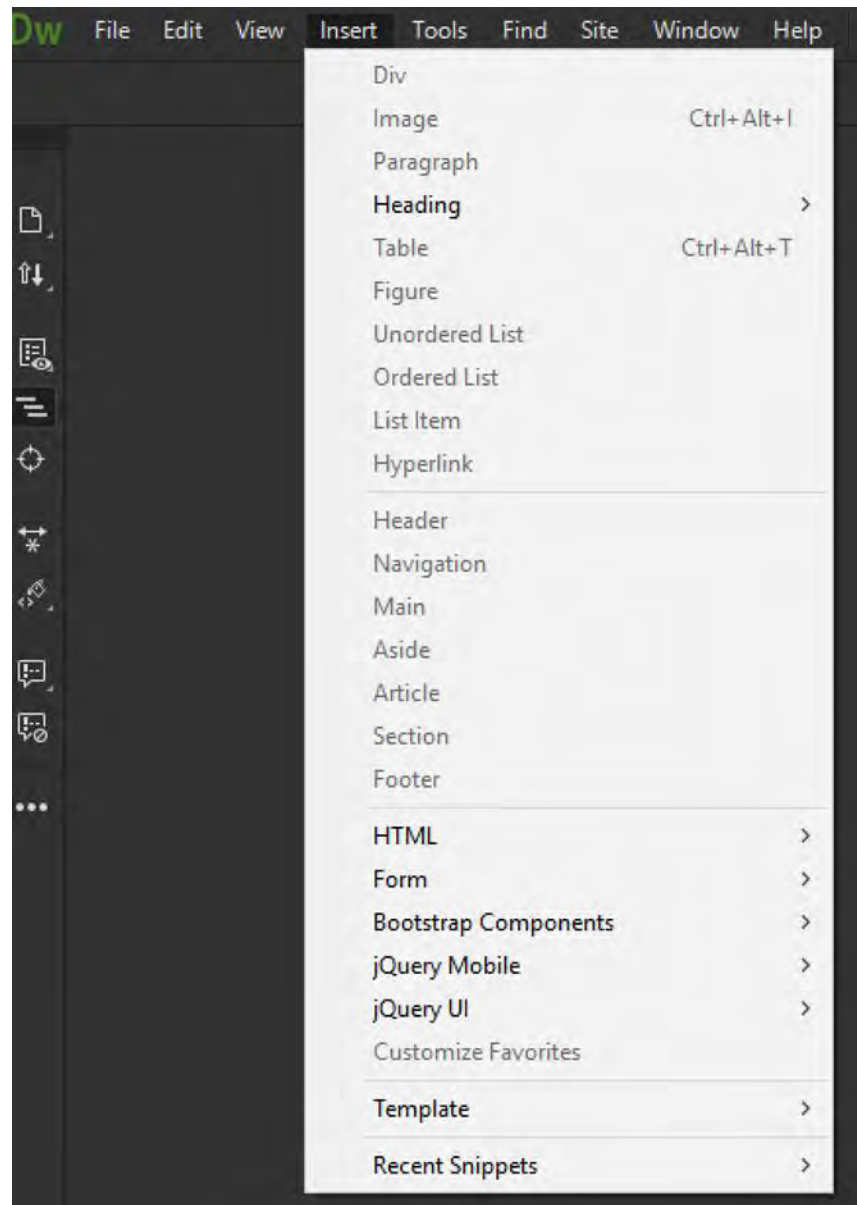 Dw File Edit View Insert Tools Find Site Window Help
Div
Image Ctrl+Alt+I
Paragraph
Heading
Table Ctrl+Alt+T
Figure
Unordered List
Ordered List
List Item
Hyperlink
Header
Navigation
Main
Aside
Article
Section
Footer
HTML
Form
Bootstrap Components
jQuery Mobile
jQuery UI
Customize Favorites
Template
Recent Snippets